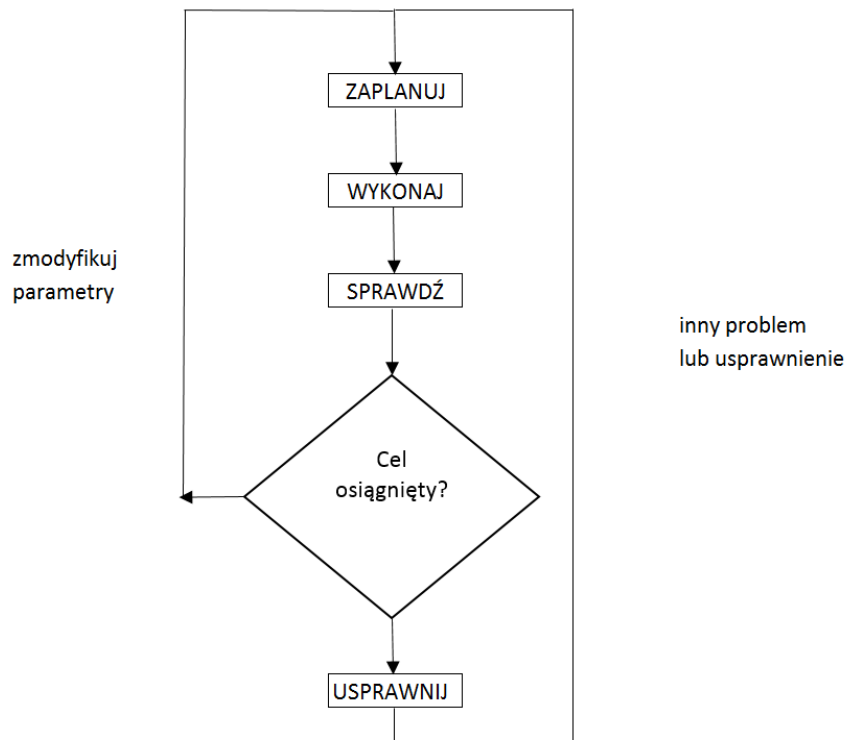 ZAPLANUJ
WYKONAJ
zmodyfikuj
parametry
SPRAWDŹ
inny problem
lub usprawnienie
Cel
osiągnięty?
USPRAWNIJ